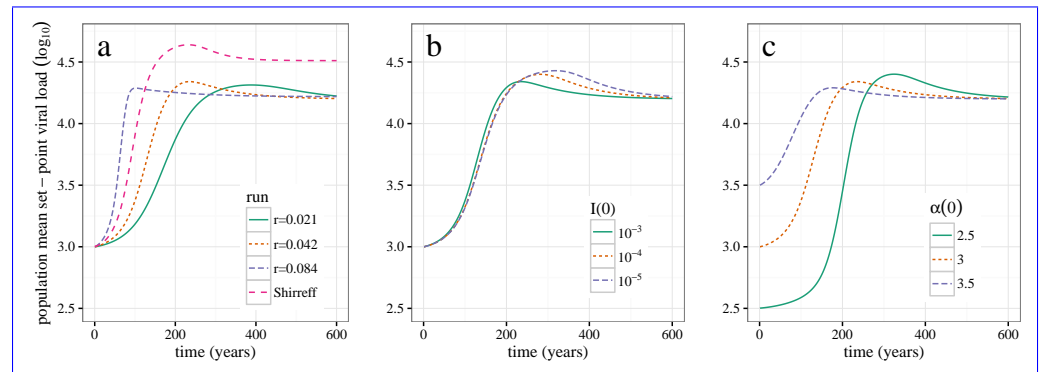 population mean set − point viral load (log₁₀)
a
4.5
4.0
3.5
3.0
2.5
run
r=0.021
r=0.042
r=0.084
Shirreff
0 200 400 600
time (years)
b
4.5
4.0
3.5
3.0
2.5
I(0)
10⁻³
10⁻⁴
10⁻⁵
0 200 400 600
time (years)
c
4.5
4.0
3.5
3.0
2.5
α(0)
2.5
3
3.5
0 200 400 600
time (years)